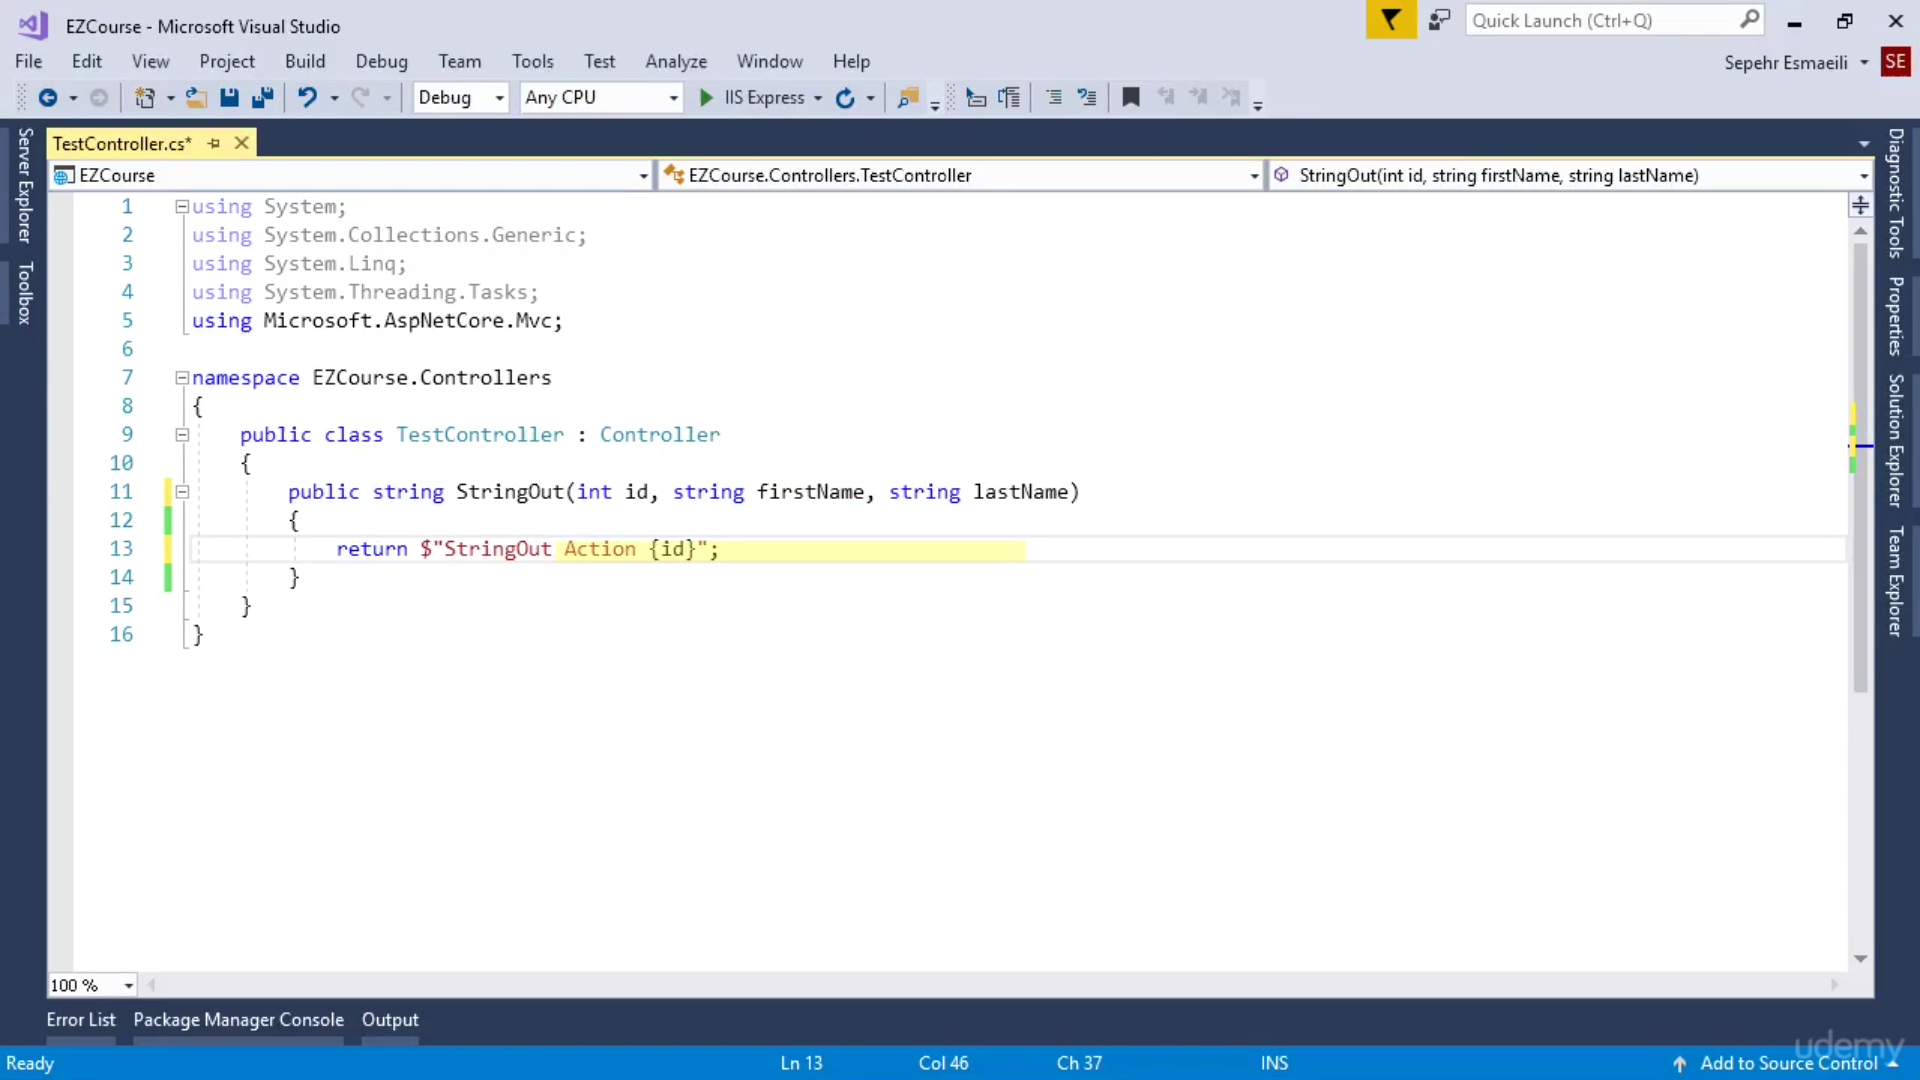 EZCourse - Microsoft Visual Studio
Quick Launch (Ctrl+Q)
File Edit View Project Build Debug Team Tools Test Analyze Window Help
Sepehr Esmaeili SE
Debug Any CPU IIS Express
TestController.cs*
EZCourse EZCourse.Controllers.TestController StringOut(int id, string firstName, string lastName)
Server Explorer
Toolbox
1 using System;
2 using System.Collections.Generic;
3 using System.Linq;
4 using System.Threading.Tasks;
5 using Microsoft.AspNetCore.Mvc;
6
7 namespace EZCourse.Controllers
8 {
9 public class TestController : Controller
10 {
11 public string StringOut(int id, string firstName, string lastName)
12 {
13 return $"StringOut Action {id}";
14 }
15 }
16 }
Diagnostic Tools
Properties
Solution Explorer
Team Explorer
100 %
Error List Package Manager Console Output
udemy
Ready Ln 13 Col 46 Ch 37 INS Add to Source Control